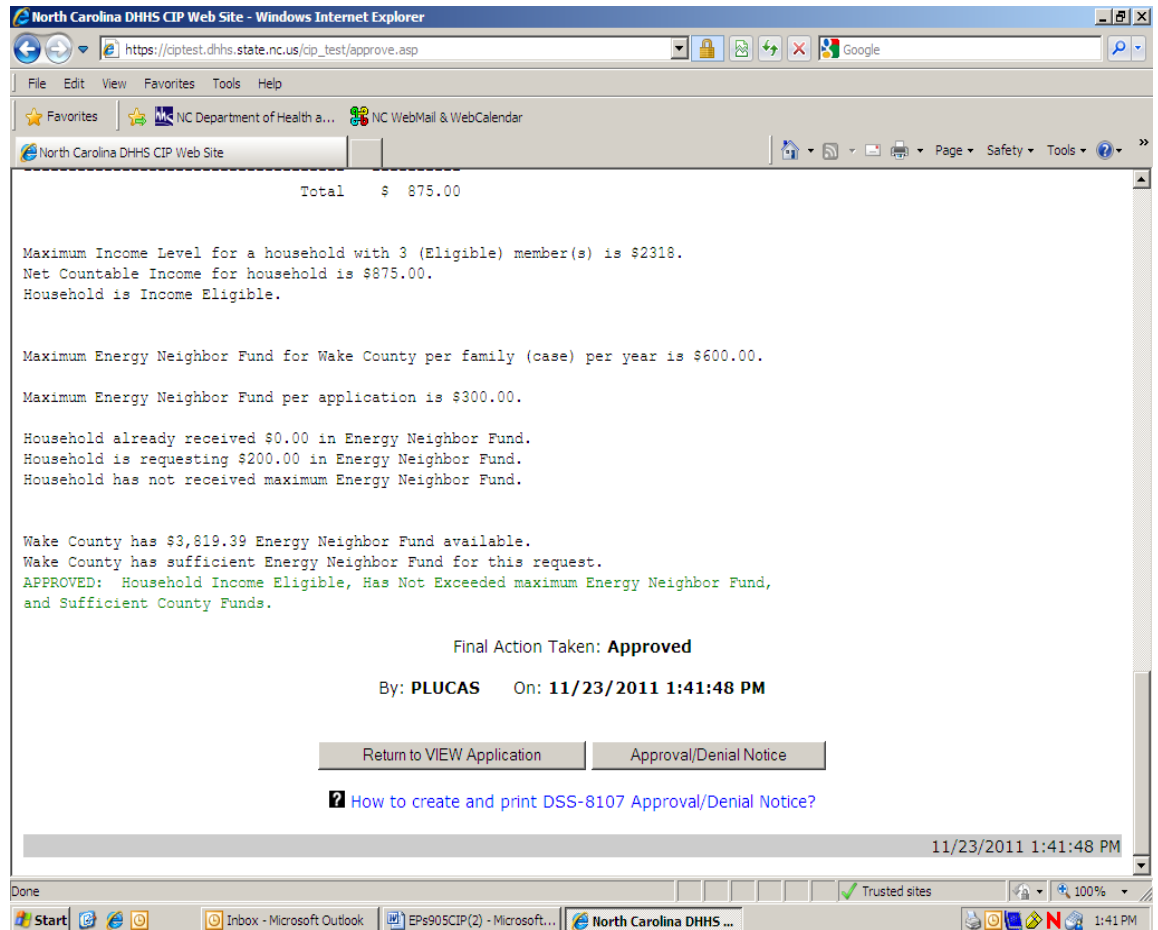 North Carolina DHHS CIP Web Site - Windows Internet Explorer
https://ciptest.dhhs.state.nc.us/cip_test/approve.asp
Google
File Edit View Favorites Tools Help
Favorites NC Department of Health a... NC WebMail & WebCalendar
North Carolina DHHS CIP Web Site Page Safety Tools »
Total $ 875.00
Maximum Income Level for a household with 3 (Eligible) member(s) is $2318.
Net Countable Income for household is $875.00.
Household is Income Eligible.
Maximum Energy Neighbor Fund for Wake County per family (case) per year is $600.00.
Maximum Energy Neighbor Fund per application is $300.00.
Household already received $0.00 in Energy Neighbor Fund.
Household is requesting $200.00 in Energy Neighbor Fund.
Household has not received maximum Energy Neighbor Fund.
Wake County has $3,819.39 Energy Neighbor Fund available.
Wake County has sufficient Energy Neighbor Fund for this request.
APPROVED: Household Income Eligible, Has Not Exceeded maximum Energy Neighbor Fund,
and Sufficient County Funds.
Final Action Taken: Approved
By: PLUCAS On: 11/23/2011 1:41:48 PM
Return to VIEW Application Approval/Denial Notice
? How to create and print DSS-8107 Approval/Denial Notice?
11/23/2011 1:41:48 PM
Done Trusted sites 100%
Start Inbox - Microsoft Outlook EPs905CIP(2) - Microsoft... North Carolina DHHS ... 1:41 PM